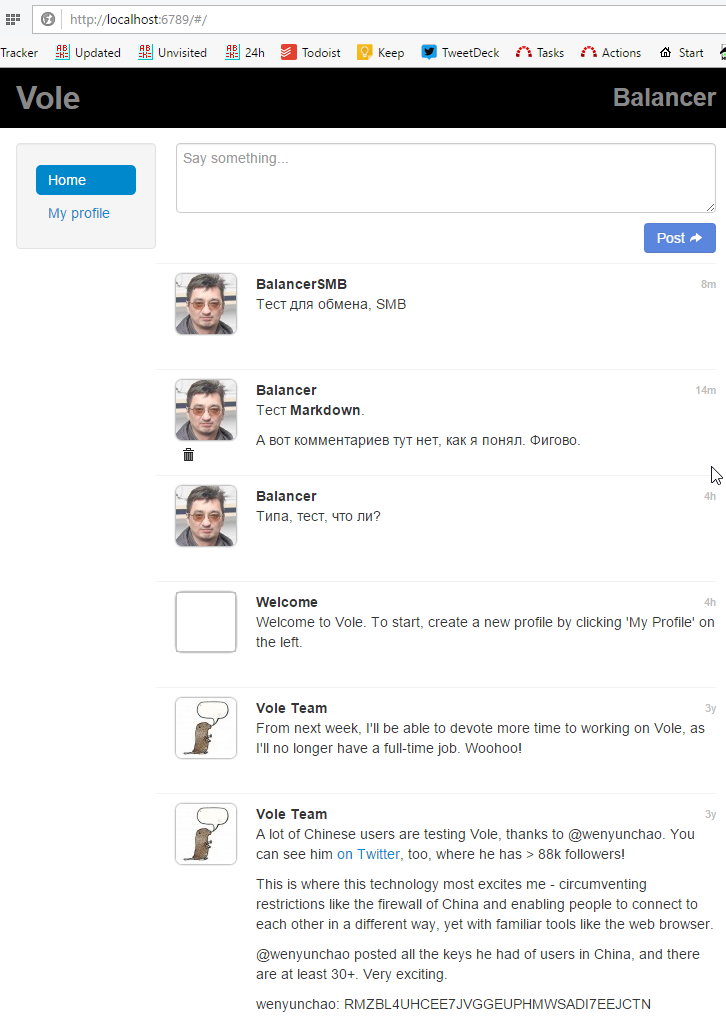 http://localhost:6789/#/
Tracker Updated Unvisited 24h Todoist Keep TweetDeck Tasks Actions Start
Vole Balancer
Home
My profile
Say something...
Post
BalancerSMB 8m
Тест для обмена, SMB
Balancer 14m
Тест Markdown.
А вот комментариев тут нет, как я понял. Фигово.
Balancer 4h
Типа, тест, что ли?
Welcome 4h
Welcome to Vole. To start, create a new profile by clicking 'My Profile' on
the left.
Vole Team 3y
From next week, I'll be able to devote more time to working on Vole, as
I'll no longer have a full-time job. Woohoo!
Vole Team 3y
A lot of Chinese users are testing Vole, thanks to @wenyunchao. You
can see him on Twitter, too, where he has > 88k followers!
This is where this technology most excites me - circumventing
restrictions like the firewall of China and enabling people to connect to
each other in a different way, yet with familiar tools like the web browser.
@wenyunchao posted all the keys he had of users in China, and there
are at least 30+. Very exciting.
wenyunchao: RMZBL4UHCEE7JVGGEUPHMWSADI7EEJCTN